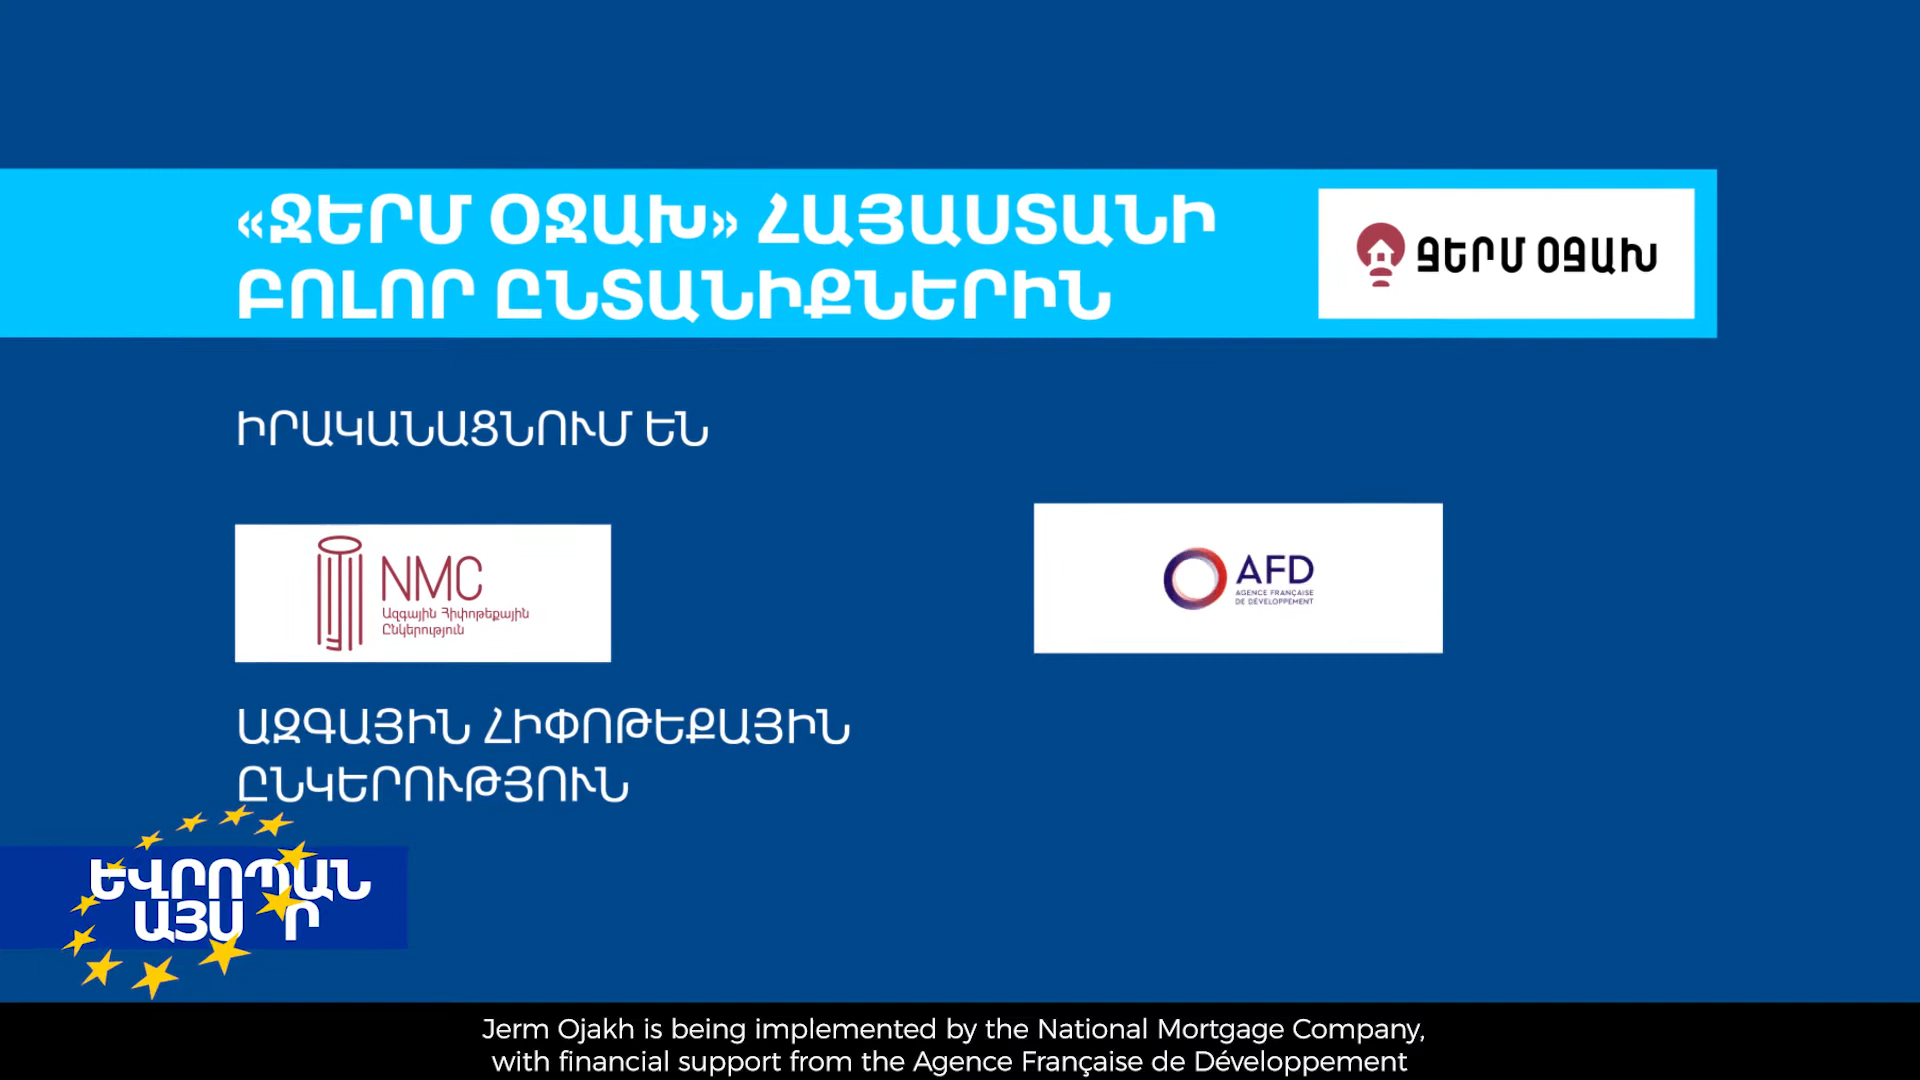 «ՋԵՐՄ ՕՋԱԽ» ՀԱՅԱՍՏԱՆԻ
ԲՈԼՈՐ ԸՆՏԱՆԻՔՆԵՐԻՆ
ՋԵՐՄ ՕՋԱԽ
ԻՐԱԿԱՆԱՑՆՈՒՄ ԵՆ
NMC
Ազգային Հիփոթեքային
Ընկերություն
AFD
AGENCE FRANÇAISE
DE DÉVELOPPEMENT
ԱԶԳԱՅԻՆ ՀԻՓՈԹԵՔԱՅԻՆ
ԸՆԿԵՐՈՒԹՅՈՒՆ
ԵՎՐՈՊԱՆ
ԱՅՍ Ր
Jerm Ojakh is being implemented by the National Mortgage Company,
with financial support from the Agence Française de Développement